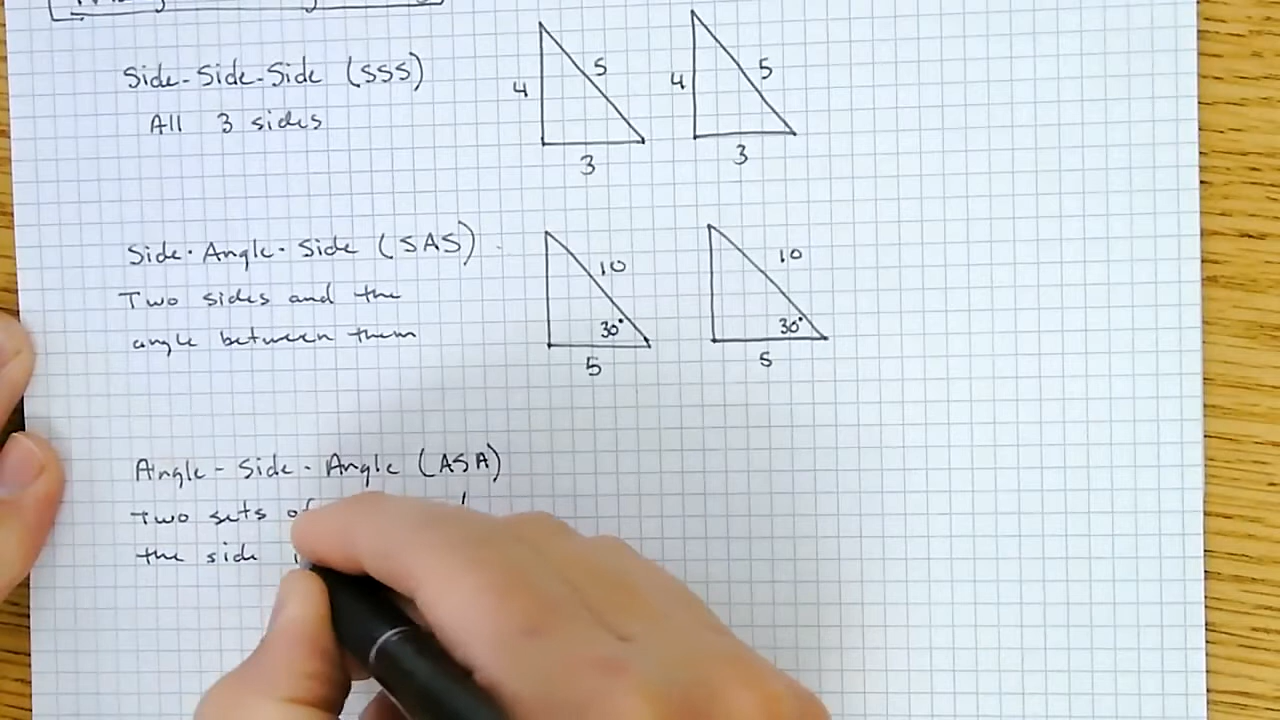 Side-Side-Side (SSS)
All 3 sides
4
5
3
4
5
3
Side-Angle-Side (SAS)
Two sides and the
angle between them
10
30°
5
10
30°
5
Angle-Side-Angle (ASA)
Two sets of
the side